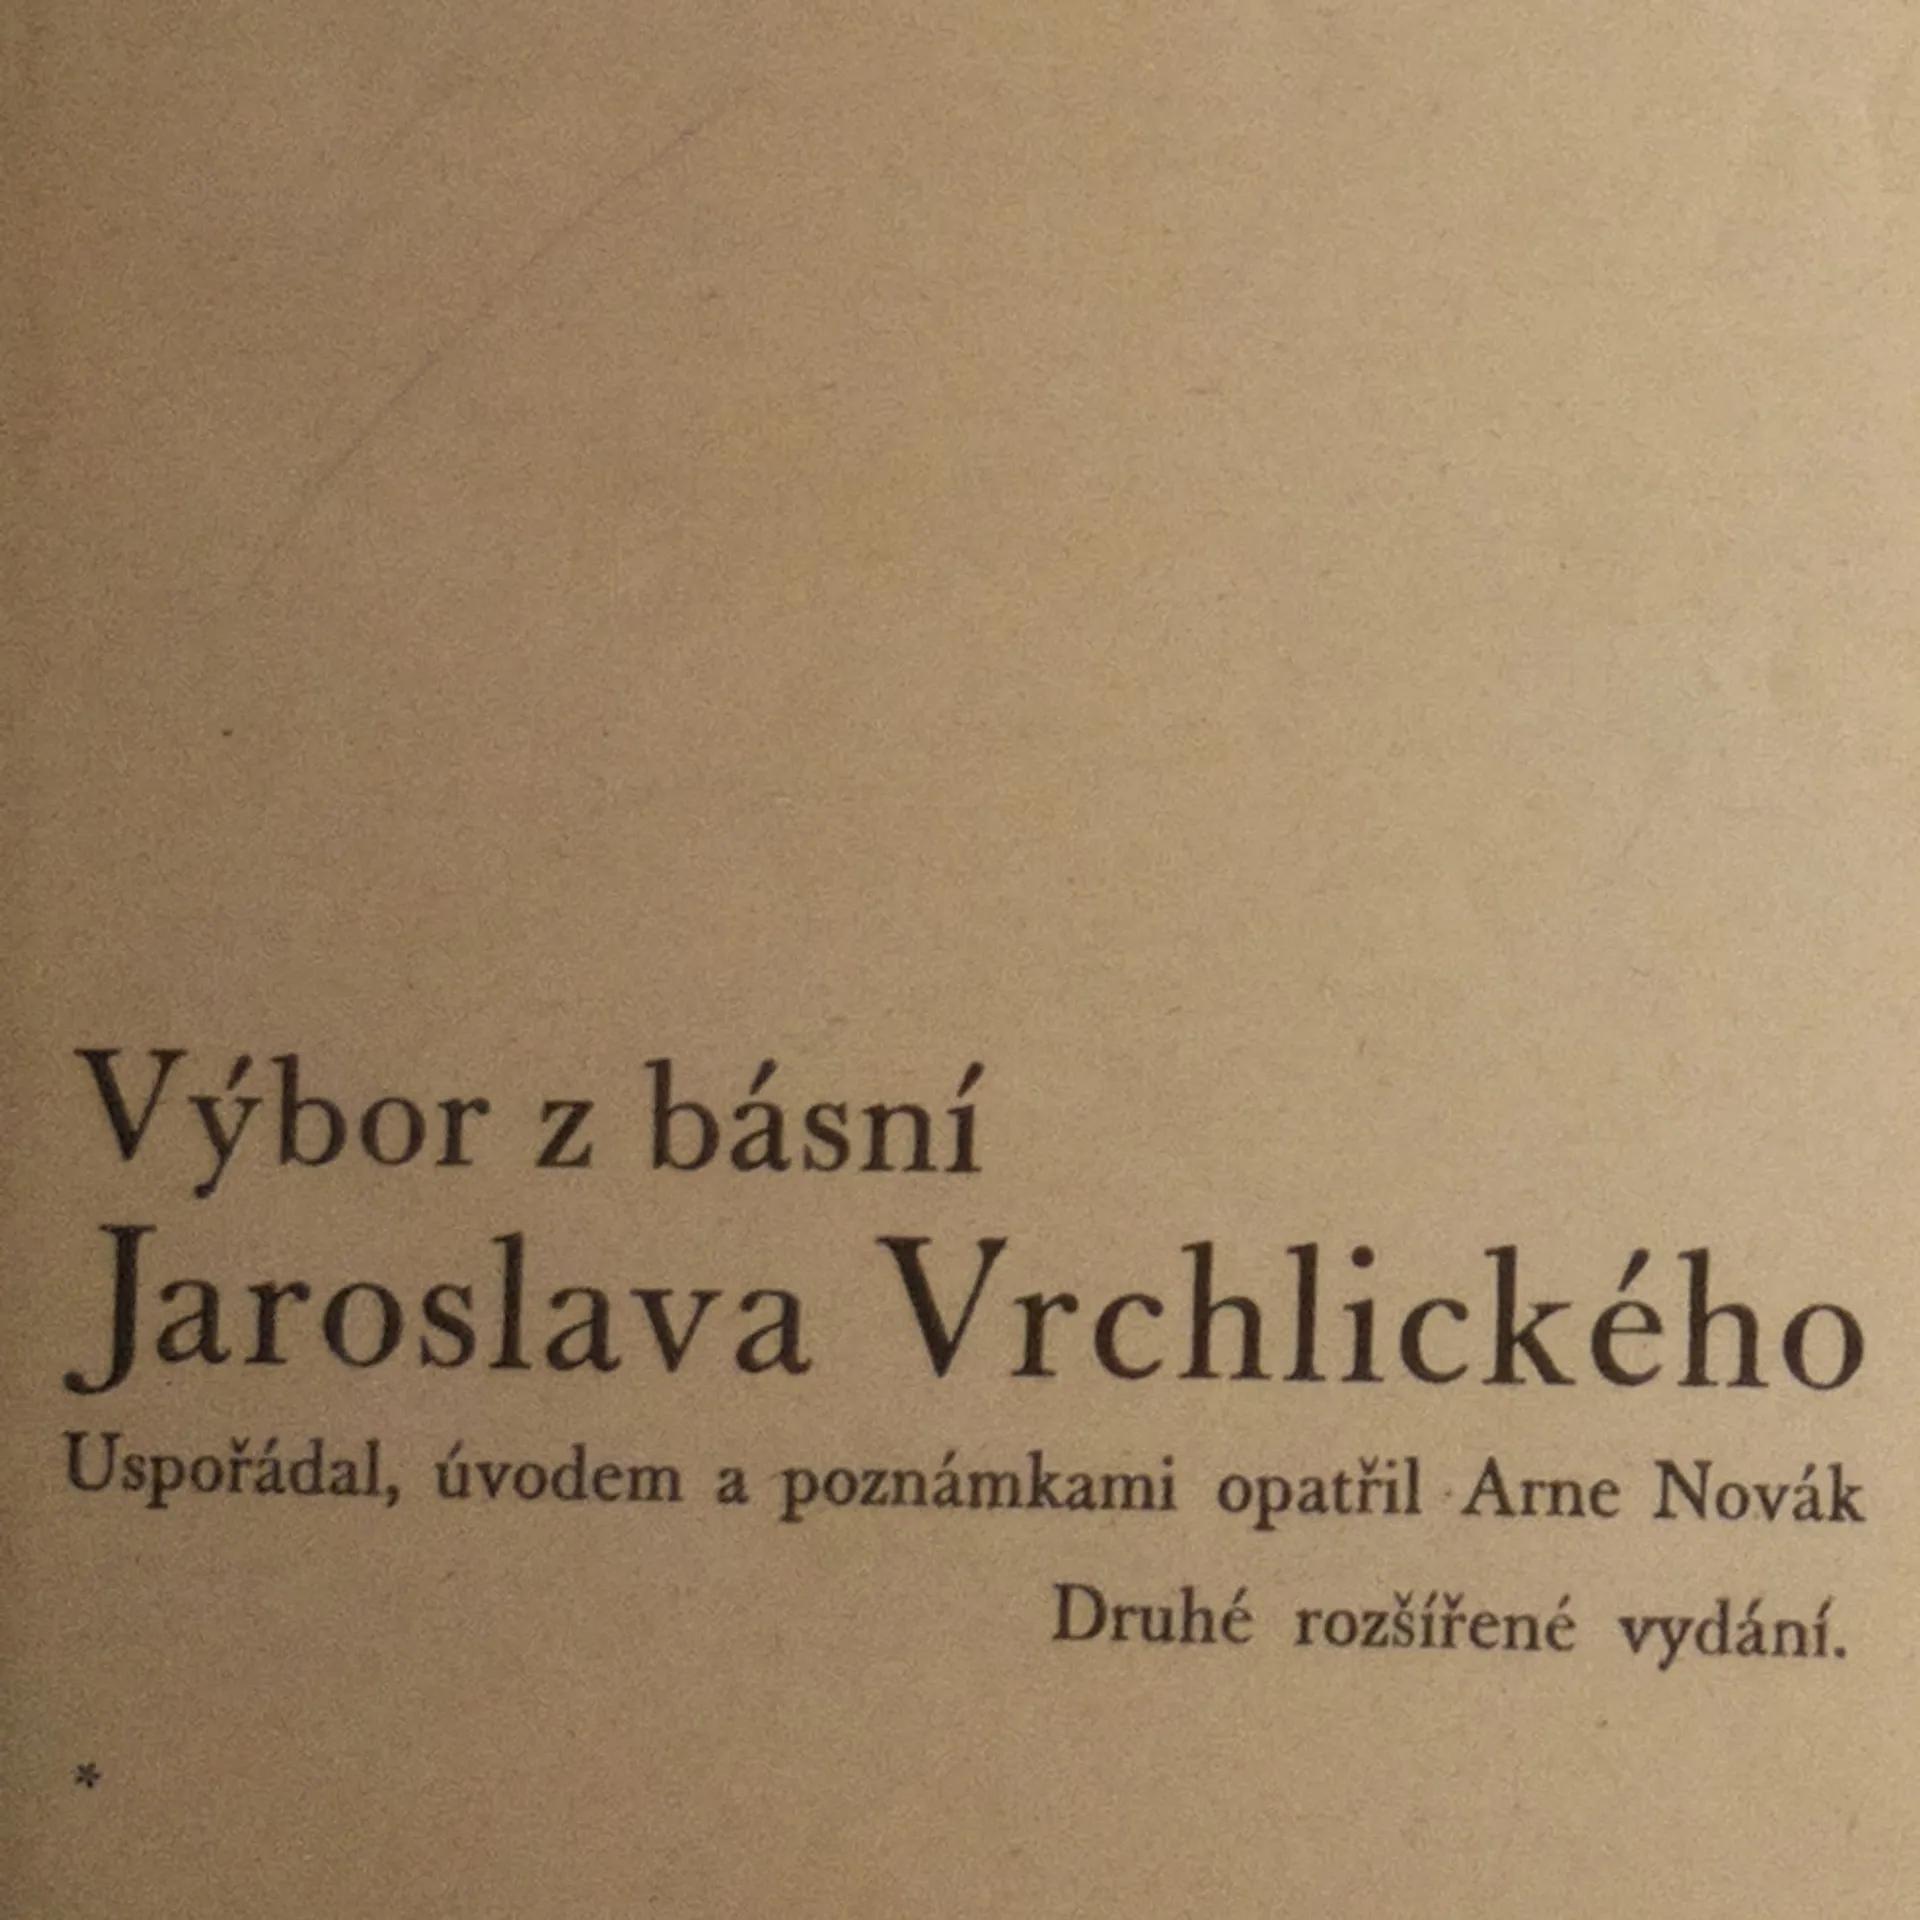 Výbor z básní
Jaroslava Vrchlického
Uspořádal, úvodem a poznámkami opatřil Arne Novák
Druhé rozšířené vydání.
*